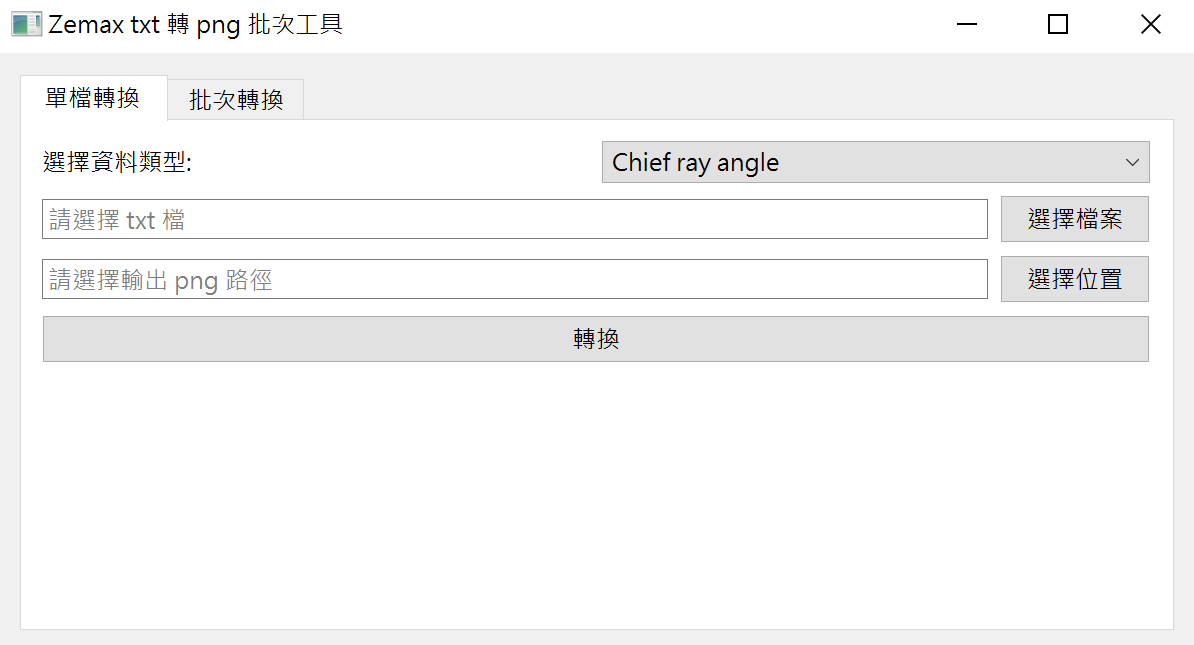 Zemax txt 轉 png 批次工具
單檔轉換 批次轉換
選擇資料類型: Chief ray angle
請選擇 txt 檔 選擇檔案
請選擇輸出 png 路徑 選擇位置
轉換